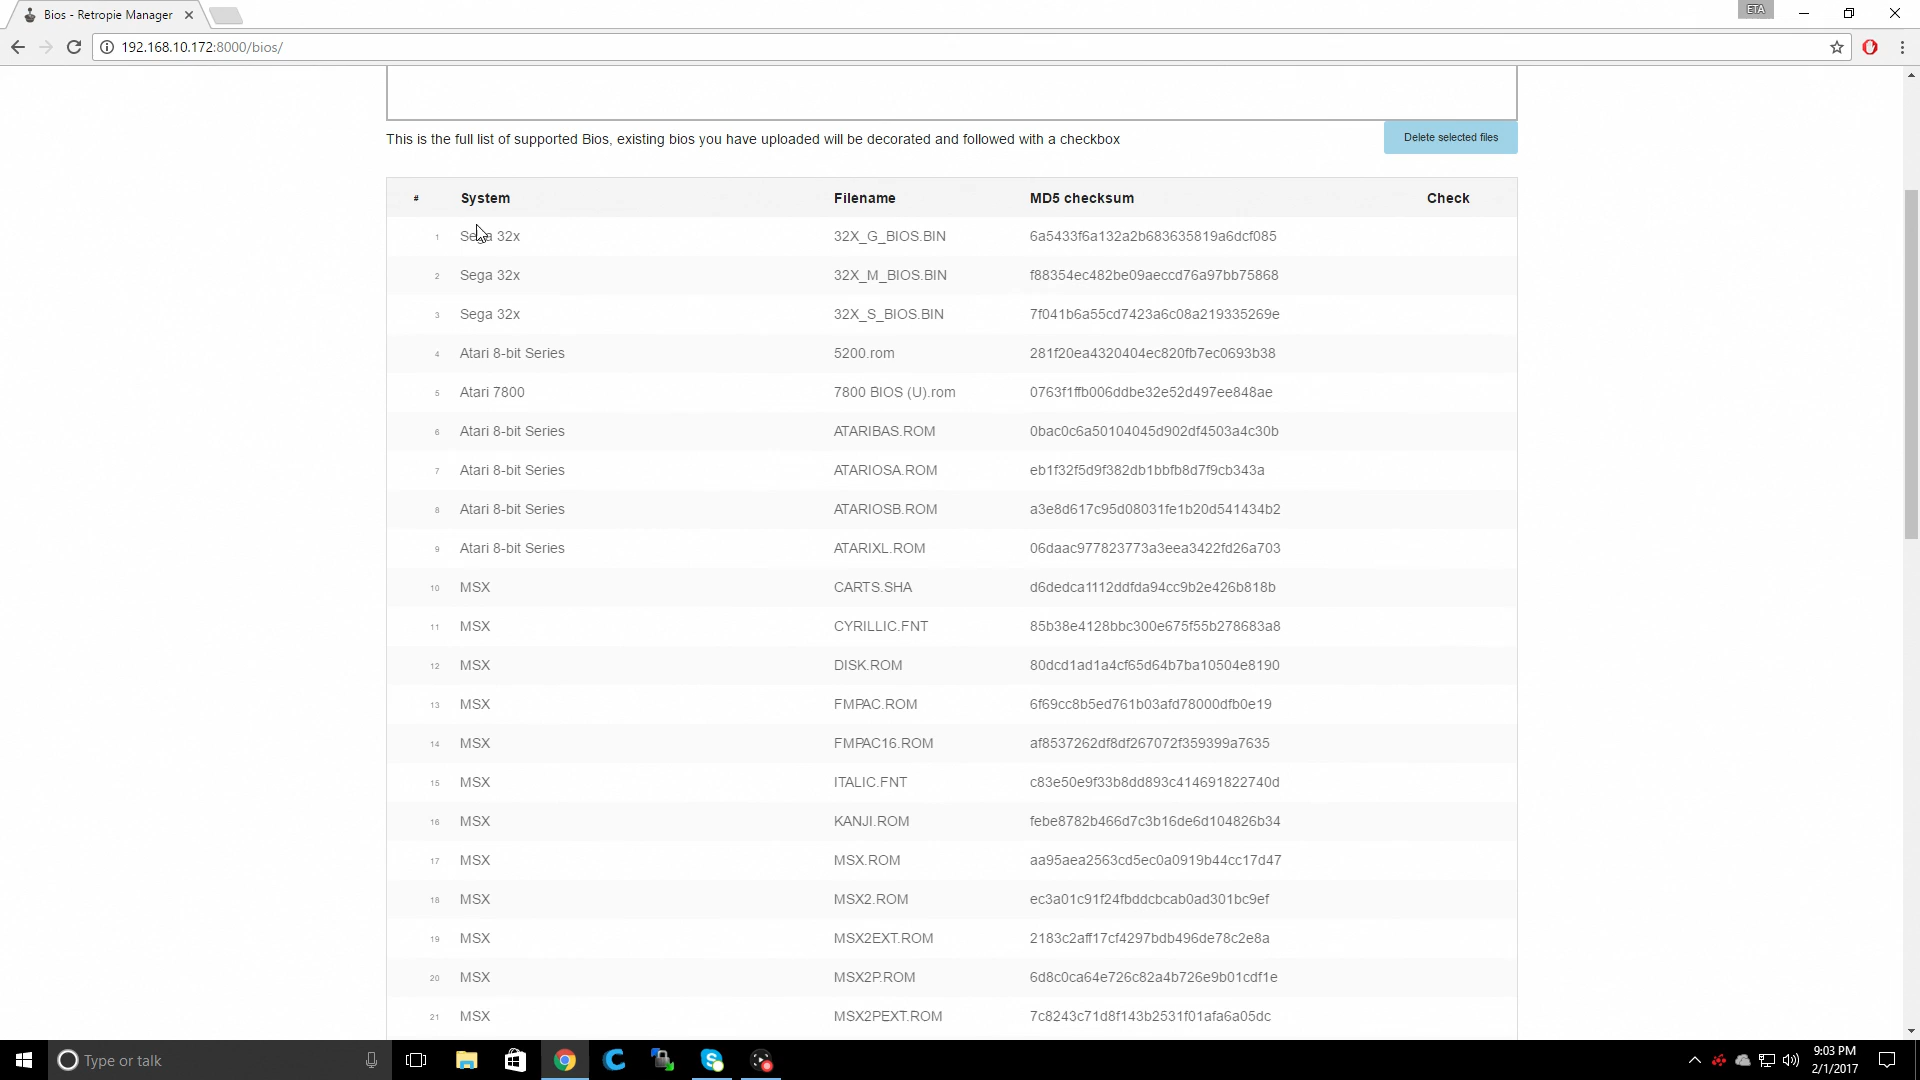 Bios - Retropie Manager
ETA
192.168.10.172:8000/bios/
This is the full list of supported Bios, existing bios you have uploaded will be decorated and followed with a checkbox
Delete selected files
# System Filename MD5 checksum Check
1 Sega 32x 32X_G_BIOS.BIN 6a5433f6a132a2b683635819a6dcf085
2 Sega 32x 32X_M_BIOS.BIN f88354ec482be09aeccd76a97bb75868
3 Sega 32x 32X_S_BIOS.BIN 7f041b6a55cd7423a6c08a219335269e
4 Atari 8-bit Series 5200.rom 281f20ea4320404ec820fb7ec0693b38
5 Atari 7800 7800 BIOS (U).rom 0763f1ffb006ddbe32e52d497ee848ae
6 Atari 8-bit Series ATARIBAS.ROM 0bac0c6a50104045d902df4503a4c30b
7 Atari 8-bit Series ATARIOSA.ROM eb1f32f5d9f382db1bbfb8d7f9cb343a
8 Atari 8-bit Series ATARIOSB.ROM a3e8d617c95d08031fe1b20d541434b2
9 Atari 8-bit Series ATARIXL.ROM 06daac977823773a3eea3422fd26a703
10 MSX CARTS.SHA d6dedca1112ddfda94cc9b2e426b818b
11 MSX CYRILLIC.FNT 85b38e4128bbc300e675f55b278683a8
12 MSX DISK.ROM 80dcd1ad1a4cf65d64b7ba10504e8190
13 MSX FMPAC.ROM 6f69cc8b5ed761b03afd78000dfb0e19
14 MSX FMPAC16.ROM af8537262df8df267072f359399a7635
15 MSX ITALIC.FNT c83e50e9f33b8dd893c414691822740d
16 MSX KANJI.ROM febe8782b466d7c3b16de6d104826b34
17 MSX MSX.ROM aa95aea2563cd5ec0a0919b44cc17d47
18 MSX MSX2.ROM ec3a01c91f24fbddcbcab0ad301bc9ef
19 MSX MSX2EXT.ROM 2183c2aff17cf4297bdb496de78c2e8a
20 MSX MSX2P.ROM 6d8c0ca64e726c82a4b726e9b01cdf1e
21 MSX MSX2PEXT.ROM 7c8243c71d8f143b2531f01afa6a05dc
Type or talk
9:03 PM
2/1/2017